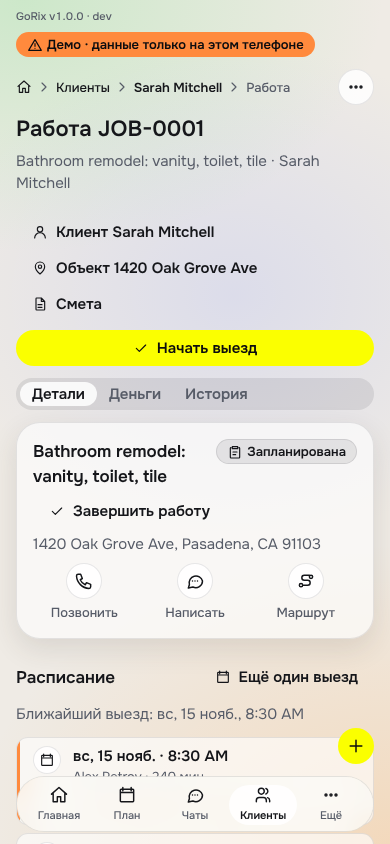 GoRix v1.0.0 · dev
Демо · данные только на этом телефоне
Клиенты Sarah Mitchell Работа
Работа JOB-0001
Bathroom remodel: vanity, toilet, tile · Sarah
Mitchell
Клиент Sarah Mitchell
Объект 1420 Oak Grove Ave
Смета
Начать выезд
Детали Деньги История
Bathroom remodel:
vanity, toilet, tile
Запланирована
Завершить работу
1420 Oak Grove Ave, Pasadena, CA 91103
Позвонить Написать Маршрут
Расписание Ещё один выезд
Ближайший выезд: вс, 15 нояб., 8:30 AM
вс, 15 нояб. · 8:30 AM
Alex Petrov · 240 мин
Главная План Чаты Клиенты Ещё